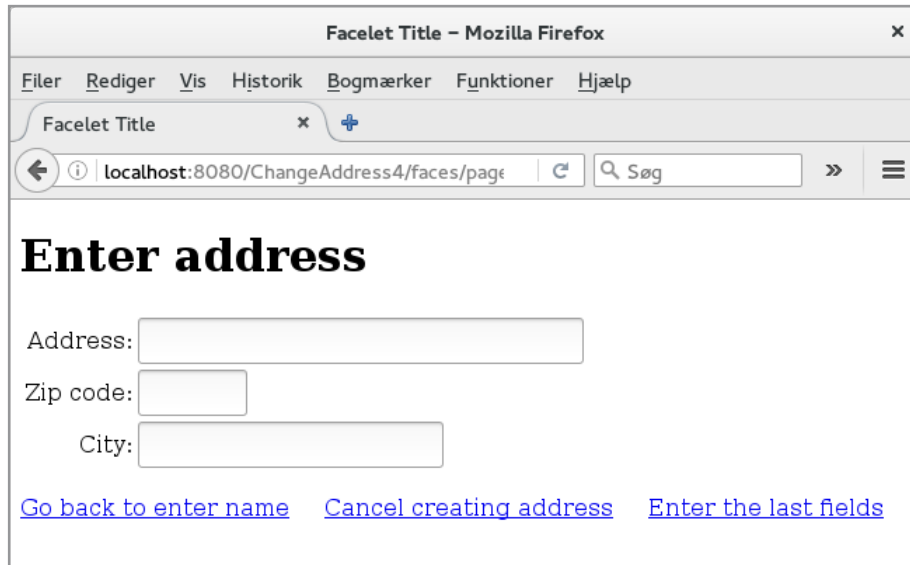 Facelet Title – Mozilla Firefox
Filer Rediger Vis Historik Bogmærker Funktioner Hjælp
Facelet Title
localhost:8080/ChangeAddress4/faces/page Søg
Enter address
Address:
Zip code:
City:
Go back to enter name Cancel creating address Enter the last fields